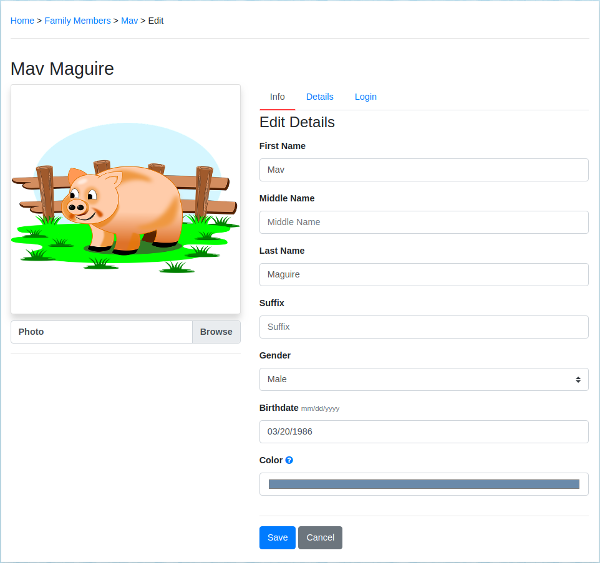 Home > Family Members > Mav > Edit
Mav Maguire
Photo Browse
Info Details Login
Edit Details
First Name
Mav
Middle Name
Middle Name
Last Name
Maguire
Suffix
Suffix
Gender
Male
Birthdate mm/dd/yyyy
03/20/1986
Color ?
Save Cancel